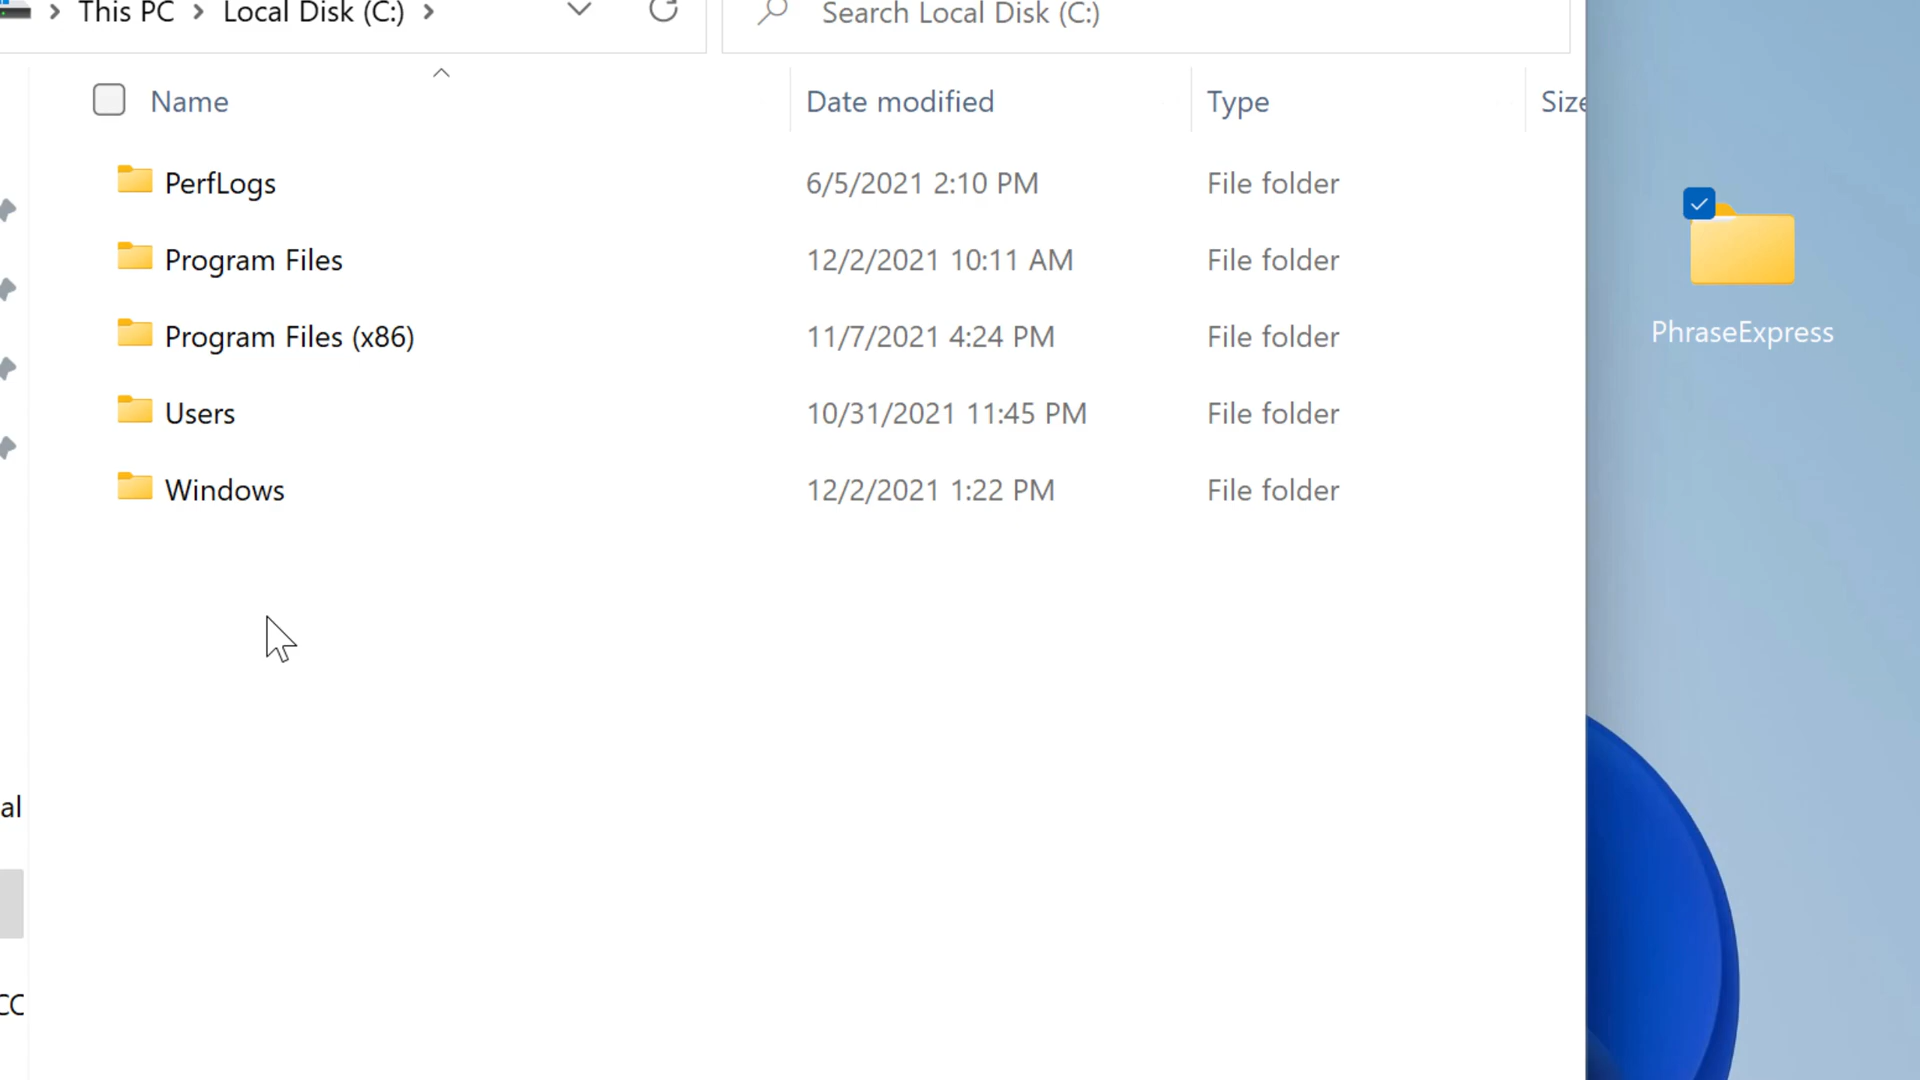 This PC > Local Disk (C:) >
Search Local Disk (C:)
Name Date modified Type Size
PerfLogs 6/5/2021 2:10 PM File folder
Program Files 12/2/2021 10:11 AM File folder
Program Files (x86) 11/7/2021 4:24 PM File folder
Users 10/31/2021 11:45 PM File folder
Windows 12/2/2021 1:22 PM File folder
PhraseExpress
al
CC